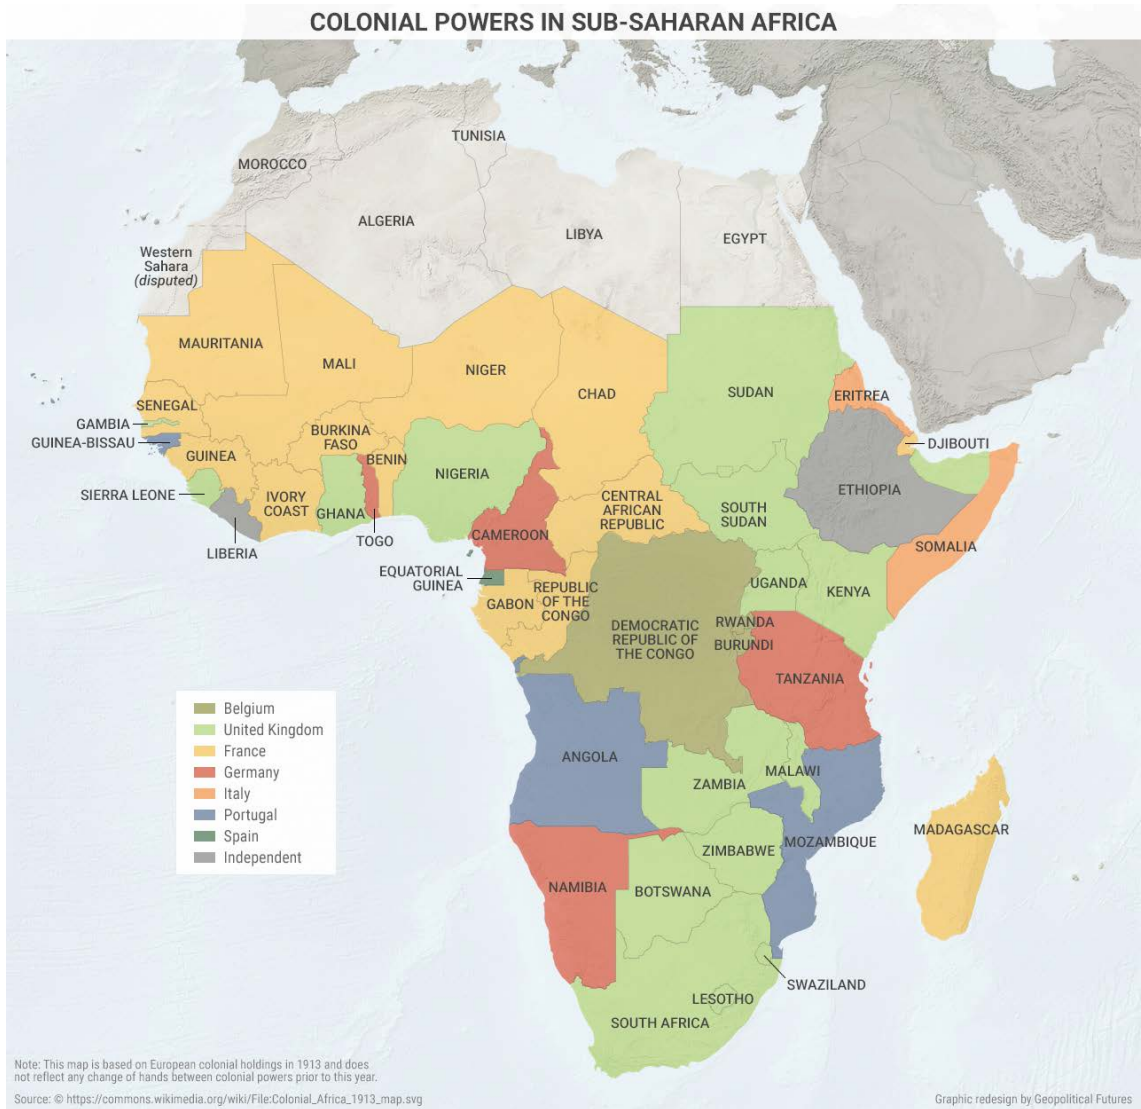 COLONIAL POWERS IN SUB-SAHARAN AFRICA
TUNISIA
MOROCCO
ALGERIA
LIBYA
EGYPT
Western
Sahara
(disputed)
MAURITANIA
MALI
NIGER
CHAD
SUDAN
ERITREA
SENEGAL
GAMBIA
GUINEA-BISSAU
GUINEA
BURKINA
FASO
BENIN
NIGERIA
DJIBOUTI
SIERRA LEONE
IVORY
COAST
GHANA
CENTRAL
AFRICAN
REPUBLIC
SOUTH
SUDAN
ETHIOPIA
LIBERIA
TOGO
CAMEROON
SOMALIA
EQUATORIAL
GUINEA
GABON
REPUBLIC
OF THE
CONGO
UGANDA
KENYA
DEMOCRATIC
REPUBLIC OF
THE CONGO
RWANDA
BURUNDI
TANZANIA
Belgium
United Kingdom
France
Germany
Italy
Portugal
Spain
Independent
ANGOLA
ZAMBIA
MALAWI
MOZAMBIQUE
ZIMBABWE
MADAGASCAR
NAMIBIA
BOTSWANA
SWAZILAND
LESOTHO
SOUTH AFRICA
Note: This map is based on European colonial holdings in 1913 and does
not reflect any change of hands between colonial powers prior to this year.
Source: © https://commons.wikimedia.org/wiki/File:Colonial_Africa_1913_map.svg
Graphic redesign by Geopolitical Futures